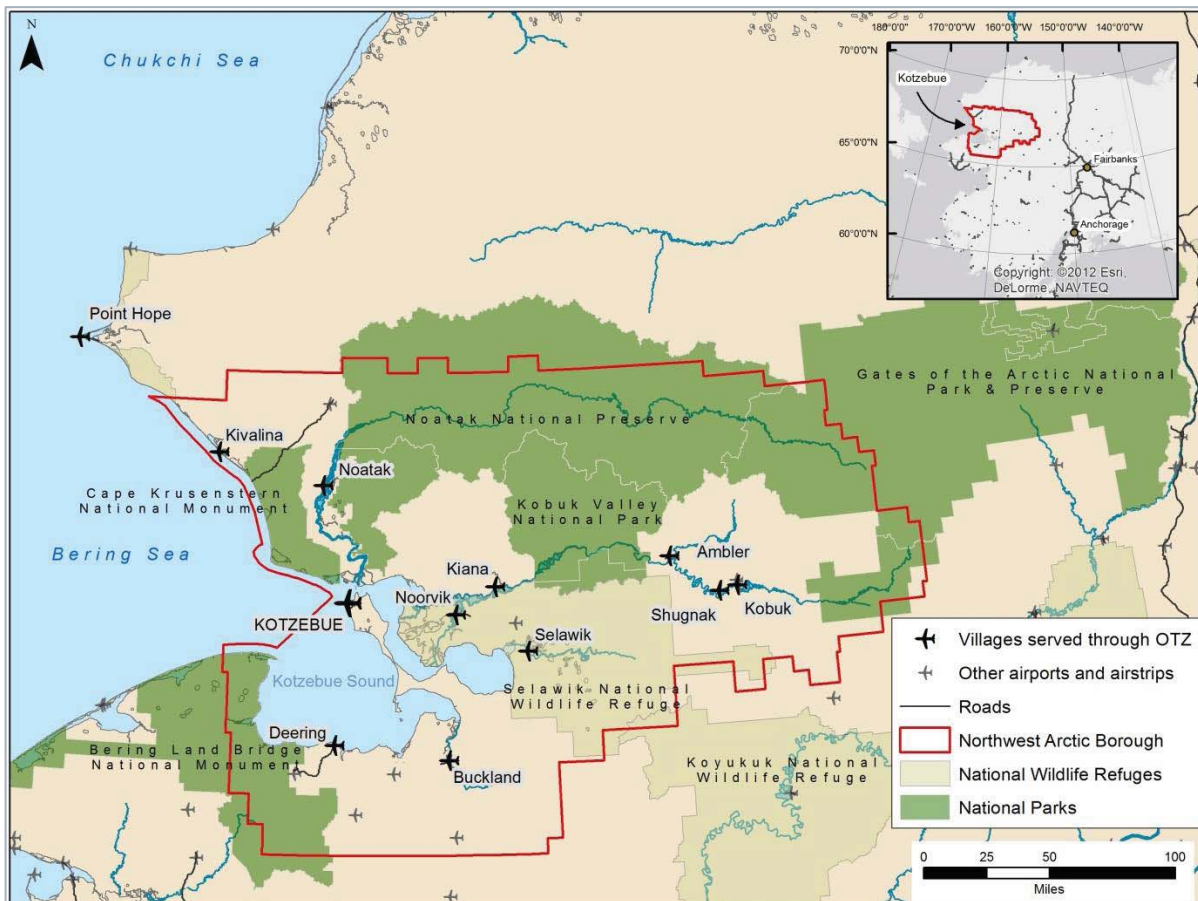 N
Chukchi Sea
180°0'0"W
170°0'0"W
160°0'0"W
150°0'0"W
140°0'0"W
70°0'0"N
65°0'0"N
60°0'0"N
Kotzebue
Fairbanks
Anchorage
Copyright: ©2012 Esri,
DeLorme, NAVTEQ
Point Hope
Gates of the Arctic National
Park & Preserve
Noatak National Preserve
Kivalina
Noatak
Cape Krusenstern
National Monument
Kobuk Valley
National Park
Bering Sea
Ambler
Kiana
Noorvik
Shugnak
Kobuk
KOTZEBUE
Selawik
Kotzebue Sound
Selawik National
Wildlife Refuge
Deering
Bering Land Bridge
National Monument
Buckland
Koyukuk National
Wildlife Refuge
Villages served through OTZ
Other airports and airstrips
Roads
Northwest Arctic Borough
National Wildlife Refuges
National Parks
0 25 50 100
Miles